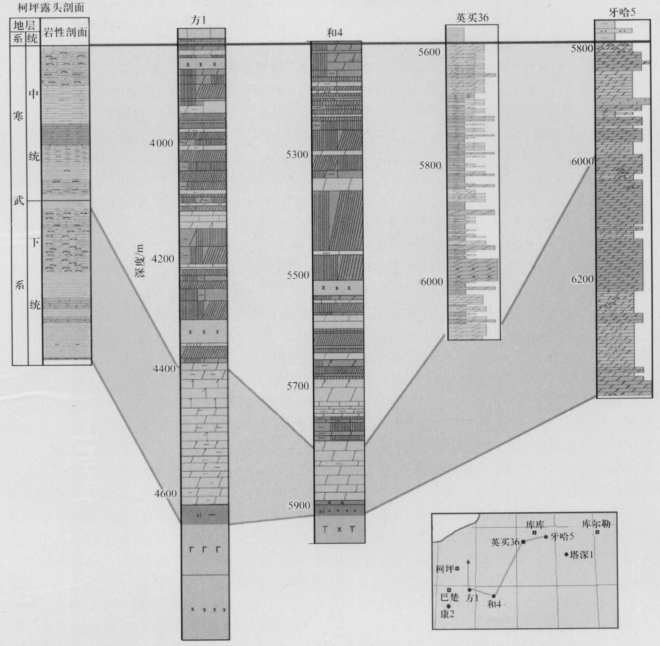 柯坪露头剖面
地层
系
统
岩性剖面
寒
武
系
中
统
下
统
方1
深度/m
4000
4200
4400
4600
和4
5300
5500
5700
5900
英买36
5600
5800
6000
牙哈5
5800
6000
6200
库车
库尔勒
英买36
牙哈5
塔深1
柯坪
巴楚
方1
和4
康2